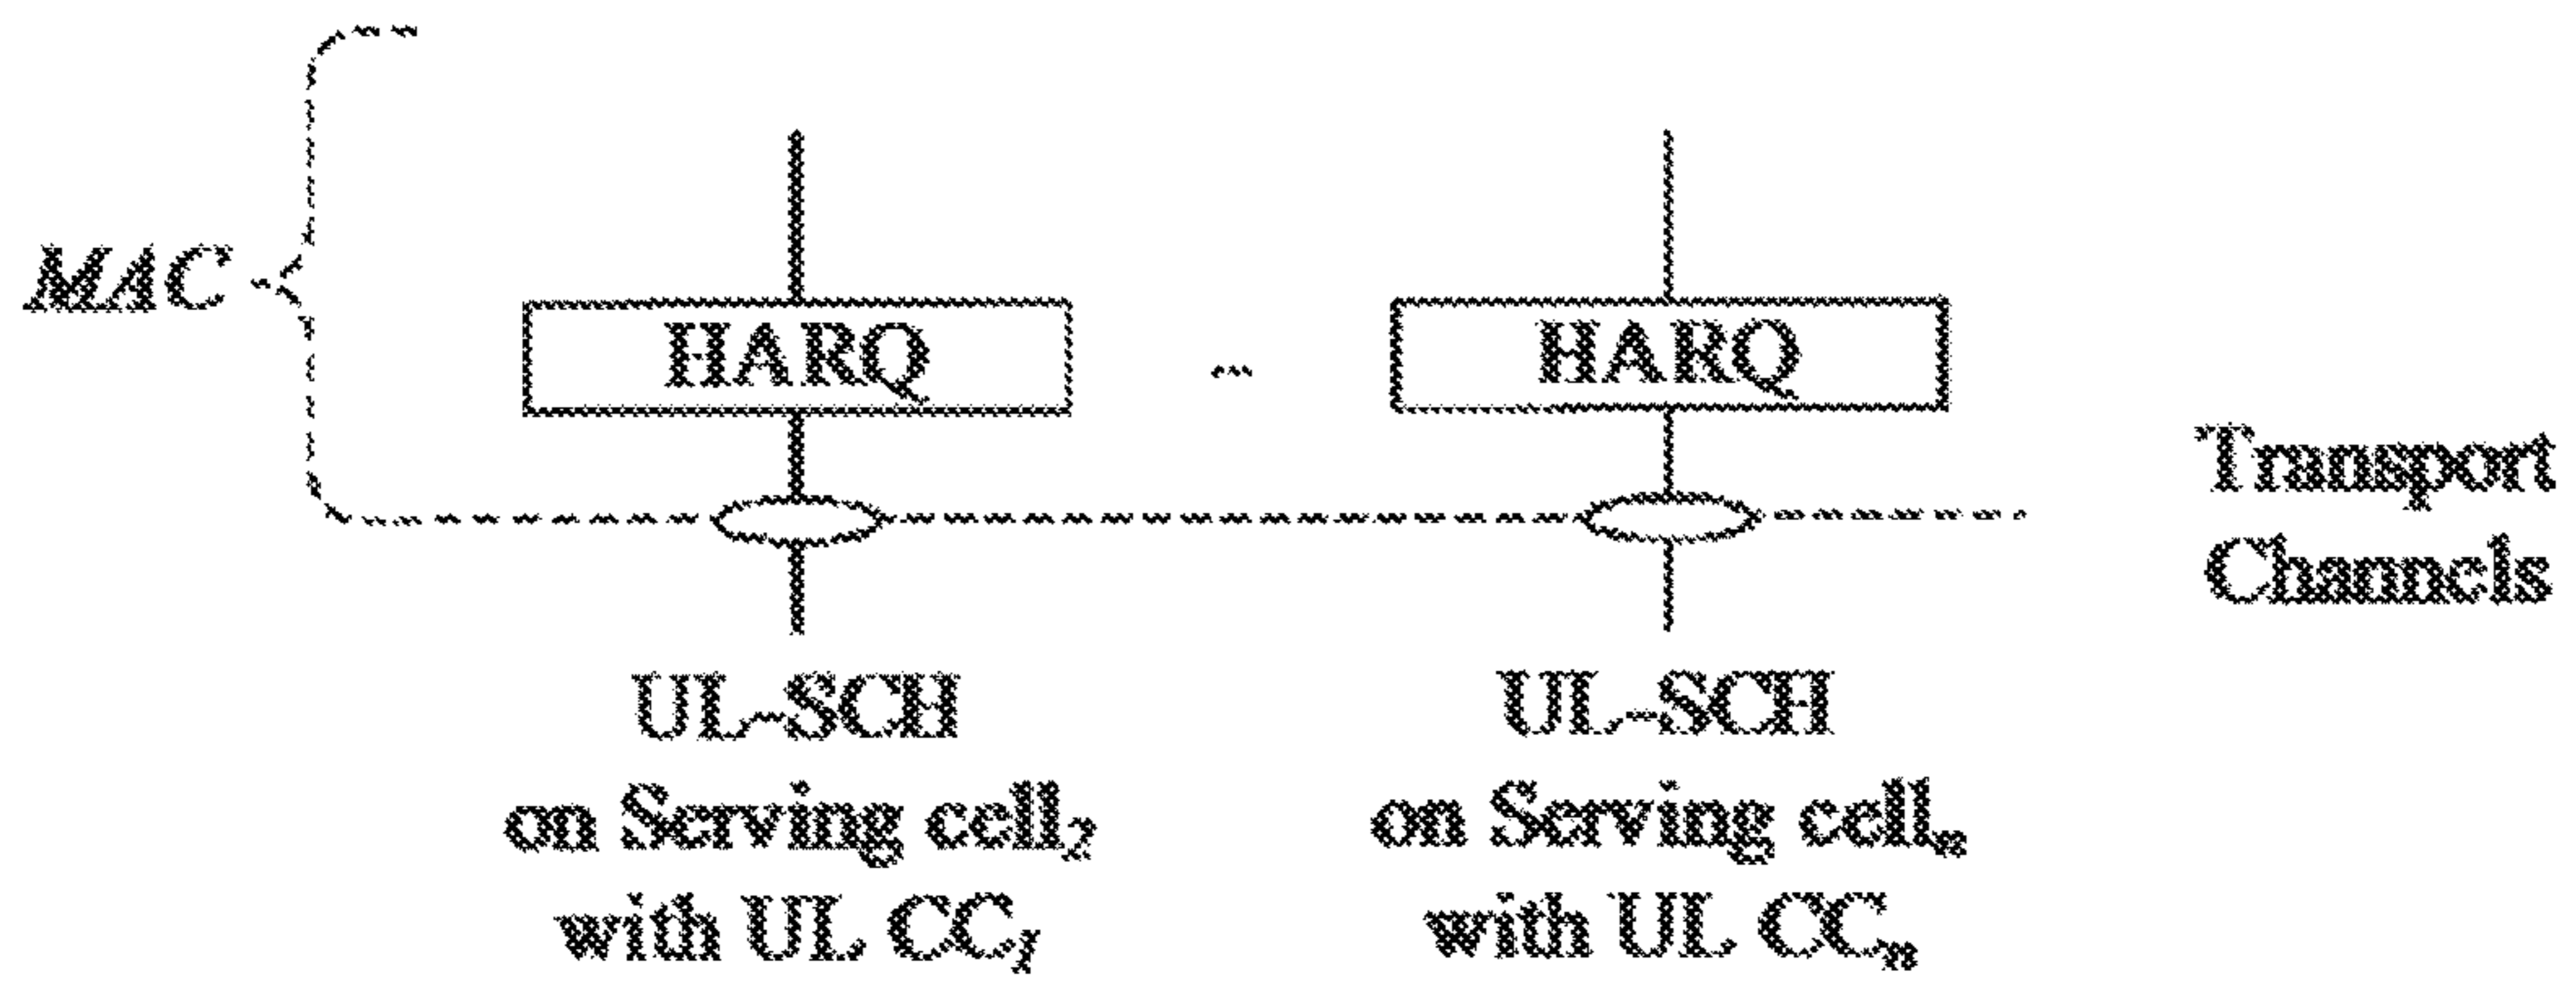 MAC
HARQ
...
HARQ
Transport
Channels
UL-SCH
on Serving cell2
with UL CC1
UL-SCH
on Serving celln
with UL CCn